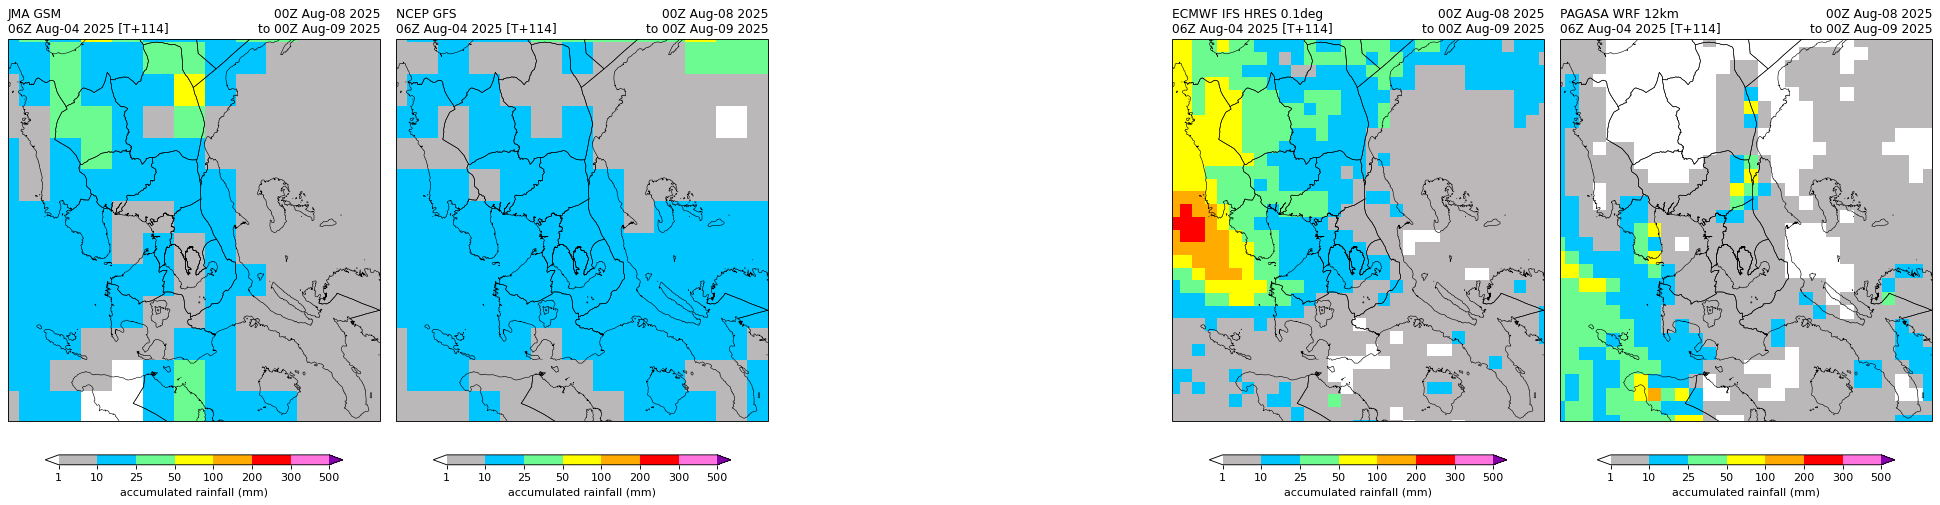 JMA GSM 00Z Aug-08 2025
06Z Aug-04 2025 [T+114] to 00Z Aug-09 2025
NCEP GFS 00Z Aug-08 2025
06Z Aug-04 2025 [T+114] to 00Z Aug-09 2025
ECMWF IFS HRES 0.1deg 00Z Aug-08 2025
06Z Aug-04 2025 [T+114] to 00Z Aug-09 2025
PAGASA WRF 12km 00Z Aug-08 2025
06Z Aug-04 2025 [T+114] to 00Z Aug-09 2025
1 10 25 50 100 200 300 500
accumulated rainfall (mm)
1 10 25 50 100 200 300 500
accumulated rainfall (mm)
1 10 25 50 100 200 300 500
accumulated rainfall (mm)
1 10 25 50 100 200 300 500
accumulated rainfall (mm)